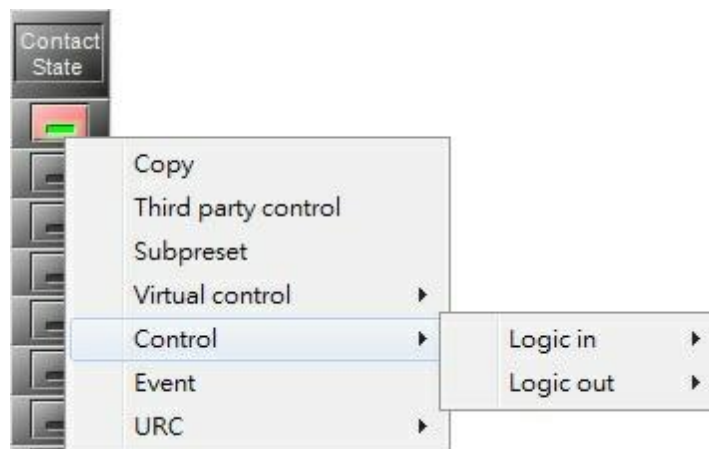 Contact
State
Copy
Third party control
Subpreset
Virtual control
Control
Logic in
Event
Logic out
URC